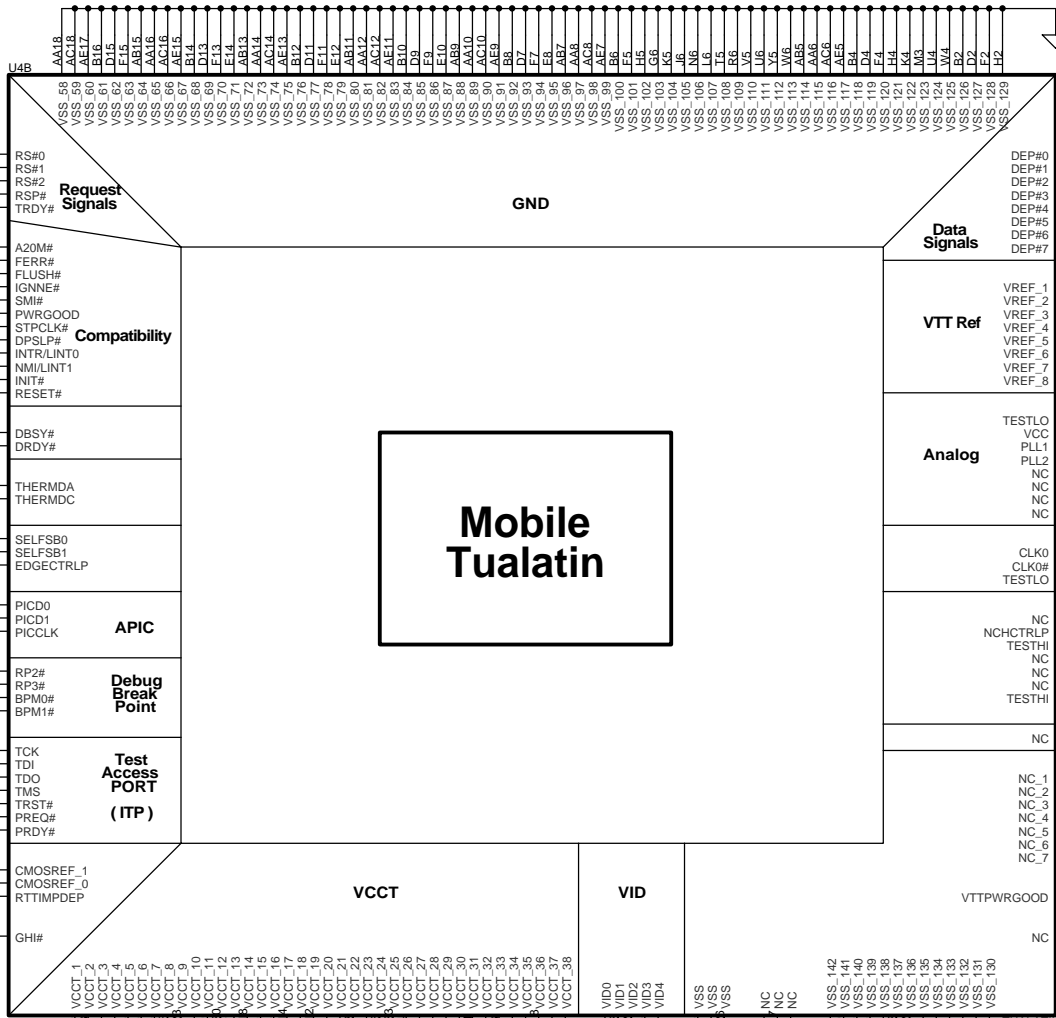 U4B
AA18
AC18
AE17
B16
D15
F15
AB15
AA16
AC16
AE15
B14
D13
F13
E14
AB13
AA14
AC14
AE13
B12
D11
F11
E12
AB11
AA12
AC12
AE11
B10
D9
F9
E10
AB9
AA10
AC10
AE9
B8
D7
F7
E8
AB7
AA8
AC8
AE7
B6
F5
H5
G6
K5
J6
N6
L6
T5
R6
V5
U6
Y5
W6
AB5
AA6
AC6
AE5
B4
D4
F4
H4
K4
M3
U4
W4
B2
D2
F2
H2
VSS_58
VSS_59
VSS_60
VSS_61
VSS_62
VSS_63
VSS_64
VSS_65
VSS_66
VSS_67
VSS_68
VSS_69
VSS_70
VSS_71
VSS_72
VSS_73
VSS_74
VSS_75
VSS_76
VSS_77
VSS_78
VSS_79
VSS_80
VSS_81
VSS_82
VSS_83
VSS_84
VSS_85
VSS_86
VSS_87
VSS_88
VSS_89
VSS_90
VSS_91
VSS_92
VSS_93
VSS_94
VSS_95
VSS_96
VSS_97
VSS_98
VSS_99
VSS_100
VSS_101
VSS_102
VSS_103
VSS_104
VSS_105
VSS_106
VSS_107
VSS_108
VSS_109
VSS_110
VSS_111
VSS_112
VSS_113
VSS_114
VSS_115
VSS_116
VSS_117
VSS_118
VSS_119
VSS_120
VSS_121
VSS_122
VSS_123
VSS_124
VSS_125
VSS_126
VSS_127
VSS_128
VSS_129
RS#0
RS#1
RS#2
RSP#
TRDY#
Request
Signals
GND
A20M#
FERR#
FLUSH#
IGNNE#
SMI#
PWRGOOD
STPCLK#
DPSLP#
INTR/LINT0
NMI/LINT1
INIT#
RESET#
Compatibility
DBSY#
DRDY#
THERMDA
THERMDC
SELFSB0
SELFSB1
EDGECTRLP
PICD0
PICD1
PICCLK
APIC
RP2#
RP3#
BPM0#
BPM1#
Debug
Break
Point
TCK
TDI
TDO
TMS
TRST#
PREQ#
PRDY#
Test
Access
PORT
( ITP )
CMOSREF_1
CMOSREF_0
RTTIMPDEP
GHI#
Mobile
Tualatin
DEP#0
DEP#1
DEP#2
DEP#3
DEP#4
DEP#5
DEP#6
DEP#7
Data
Signals
VREF_1
VREF_2
VREF_3
VREF_4
VREF_5
VREF_6
VREF_7
VREF_8
VTT Ref
TESTLO
VCC
PLL1
PLL2
NC
NC
NC
NC
Analog
CLK0
CLK0#
TESTLO
NC
NCHCTRLP
TESTHI
NC
NC
NC
TESTHI
NC
NC_1
NC_2
NC_3
NC_4
NC_5
NC_6
NC_7
VTTPWRGOOD
NC
VCCT
VID
VCCT_1
VCCT_2
VCCT_3
VCCT_4
VCCT_5
VCCT_6
VCCT_7
VCCT_8
VCCT_9
VCCT_10
VCCT_11
VCCT_12
VCCT_13
VCCT_14
VCCT_15
VCCT_16
VCCT_17
VCCT_18
VCCT_19
VCCT_20
VCCT_21
VCCT_22
VCCT_23
VCCT_24
VCCT_25
VCCT_26
VCCT_27
VCCT_28
VCCT_29
VCCT_30
VCCT_31
VCCT_32
VCCT_33
VCCT_34
VCCT_35
VCCT_36
VCCT_37
VCCT_38
VID0
VID1
VID2
VID3
VID4
VSS
VSS
VSS
NC
NC
NC
VSS_142
VSS_141
VSS_140
VSS_139
VSS_138
VSS_137
VSS_136
VSS_135
VSS_134
VSS_133
VSS_132
VSS_131
VSS_130